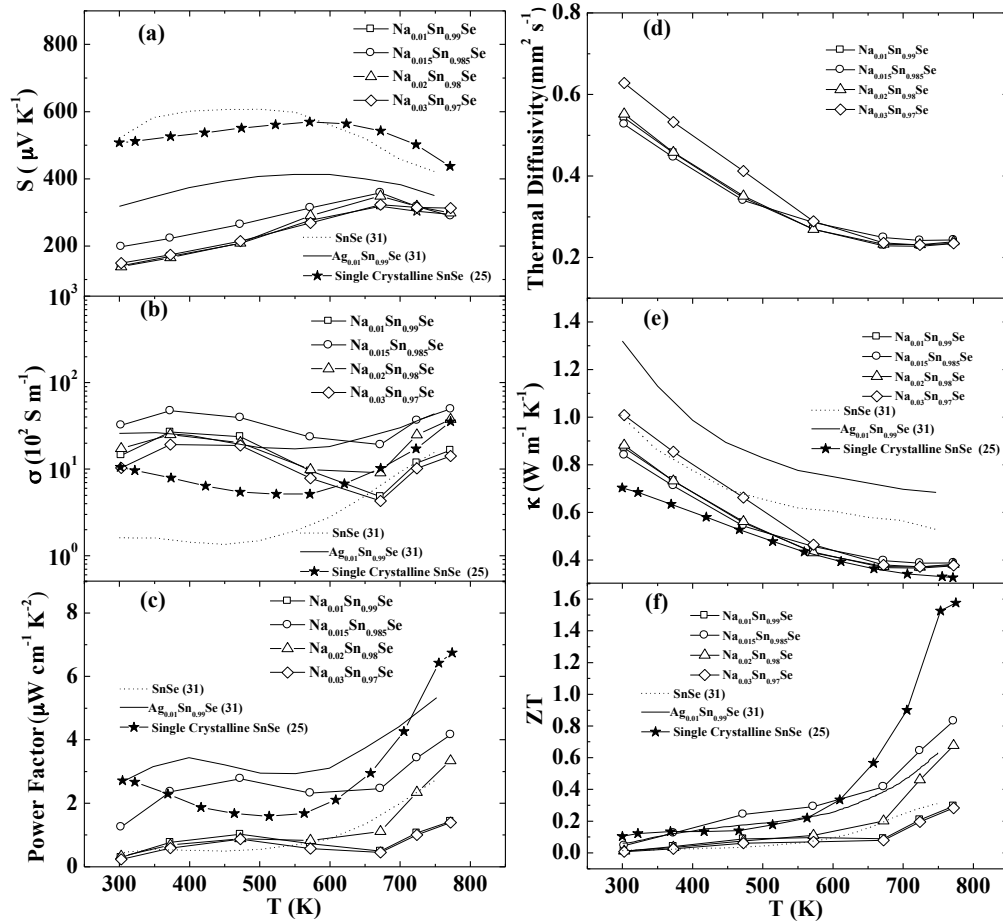 (a)
Na0.01Sn0.99Se
Na0.015Sn0.985Se
Na0.02Sn0.98Se
Na0.03Sn0.97Se
SnSe (31)
Ag0.01Sn0.99Se (31)
Single Crystalline SnSe (25)
S ( μV K-1)
800
600
400
200
(b)
Na0.01Sn0.99Se
Na0.015Sn0.985Se
Na0.02Sn0.98Se
Na0.03Sn0.97Se
SnSe (31)
Ag0.01Sn0.99Se (31)
Single Crystalline SnSe (25)
σ (102 S m-1)
103
102
101
100
(c)
Na0.01Sn0.99Se
Na0.015Sn0.985Se
Na0.02Sn0.98Se
Na0.03Sn0.97Se
SnSe (31)
Ag0.01Sn0.99Se (31)
Single Crystalline SnSe (25)
Power Factor (μW cm-1 K-2)
8
6
4
2
0
300 400 500 600 700 800
T (K)
(d)
Na0.01Sn0.99Se
Na0.015Sn0.985Se
Na0.02Sn0.98Se
Na0.03Sn0.97Se
Thermal Diffusivity(mm2 s-1)
0.8
0.6
0.4
0.2
(e)
Na0.01Sn0.99Se
Na0.015Sn0.985Se
Na0.02Sn0.98Se
Na0.03Sn0.97Se
SnSe (31)
Ag0.01Sn0.99Se (31)
Single Crystalline SnSe (25)
κ (W m-1 K-1)
1.4
1.2
1.0
0.8
0.6
0.4
(f)
Na0.01Sn0.99Se
Na0.015Sn0.985Se
Na0.02Sn0.98Se
Na0.03Sn0.97Se
SnSe (31)
Ag0.01Sn0.99Se (31)
Single Crystalline SnSe (25)
ZT
1.6
1.4
1.2
1.0
0.8
0.6
0.4
0.2
0.0
300 400 500 600 700 800
T (K)